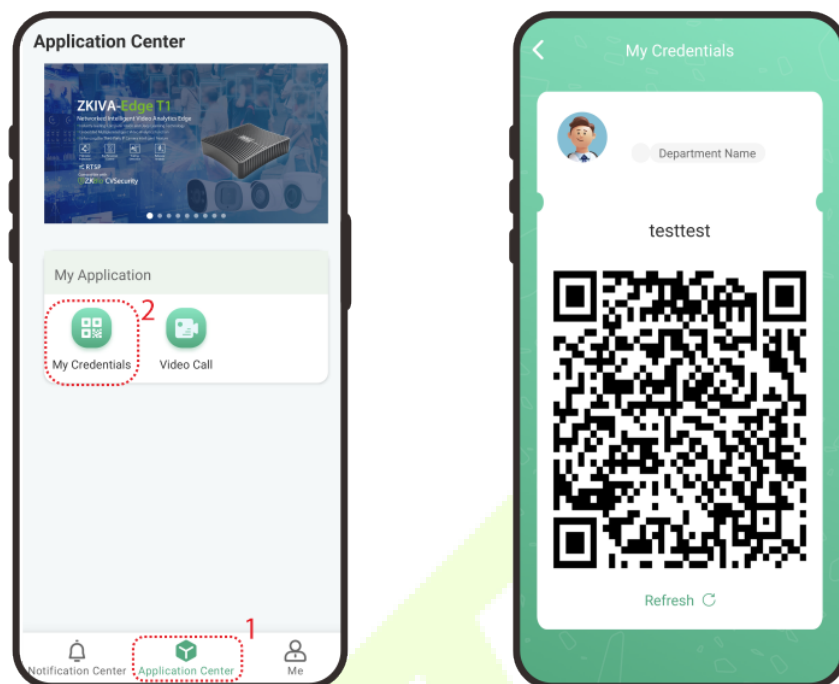 Application Center
ZKIVA-Edge T1
Networked Intelligent Video Analytics Edge
RTSP
CVSecurity
My Application
2
My Credentials
Video Call
1
Notification Center
Application Center
Me
My Credentials
Department Name
testtest
Refresh